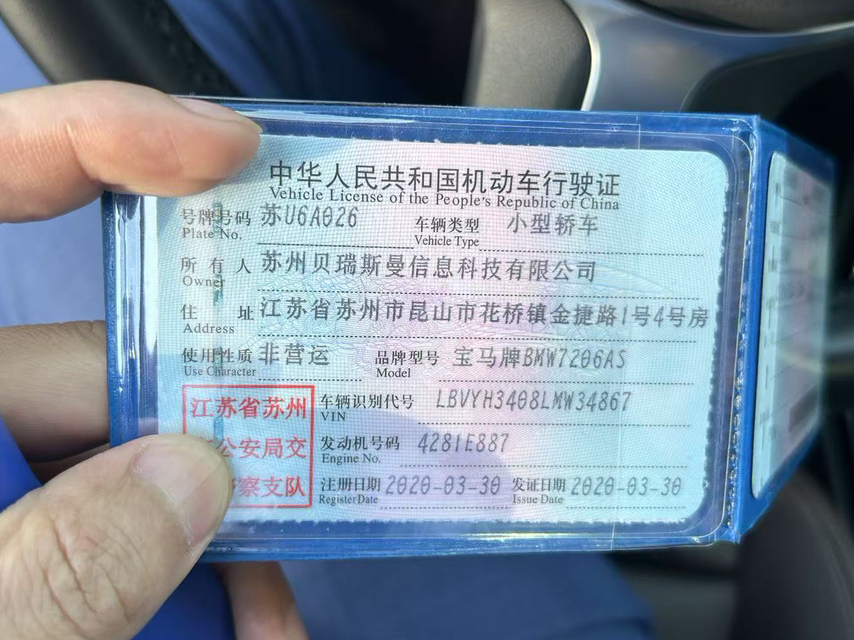 中华人民共和国机动车行驶证
Vehicle License of the People's Republic of China
号牌号码 苏U6A026 车辆类型 小型轿车
Plate No. Vehicle Type
所有人 苏州贝瑞斯曼信息科技有限公司
Owner
住址 江苏省苏州市昆山市花桥镇金捷路1号4号房
Address
使用性质 非营运 品牌型号 宝马牌BMW7206AS
Use Character Model
江苏省苏州 车辆识别代号 LBVYH3408LMW34867
VIN
公安局交 发动机号码 4281E887
Engine No.
察支队 注册日期 2020-03-30 发证日期 2020-03-30
Register Date Issue Date